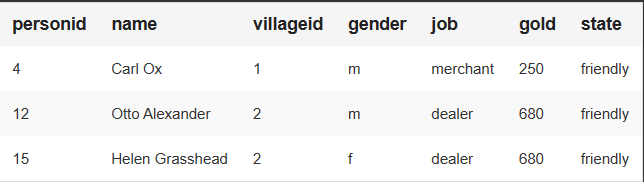 personid name villageid gender job gold state
4 Carl Ox 1 m merchant 250 friendly
12 Otto Alexander 2 m dealer 680 friendly
15 Helen Grasshead 2 f dealer 680 friendly